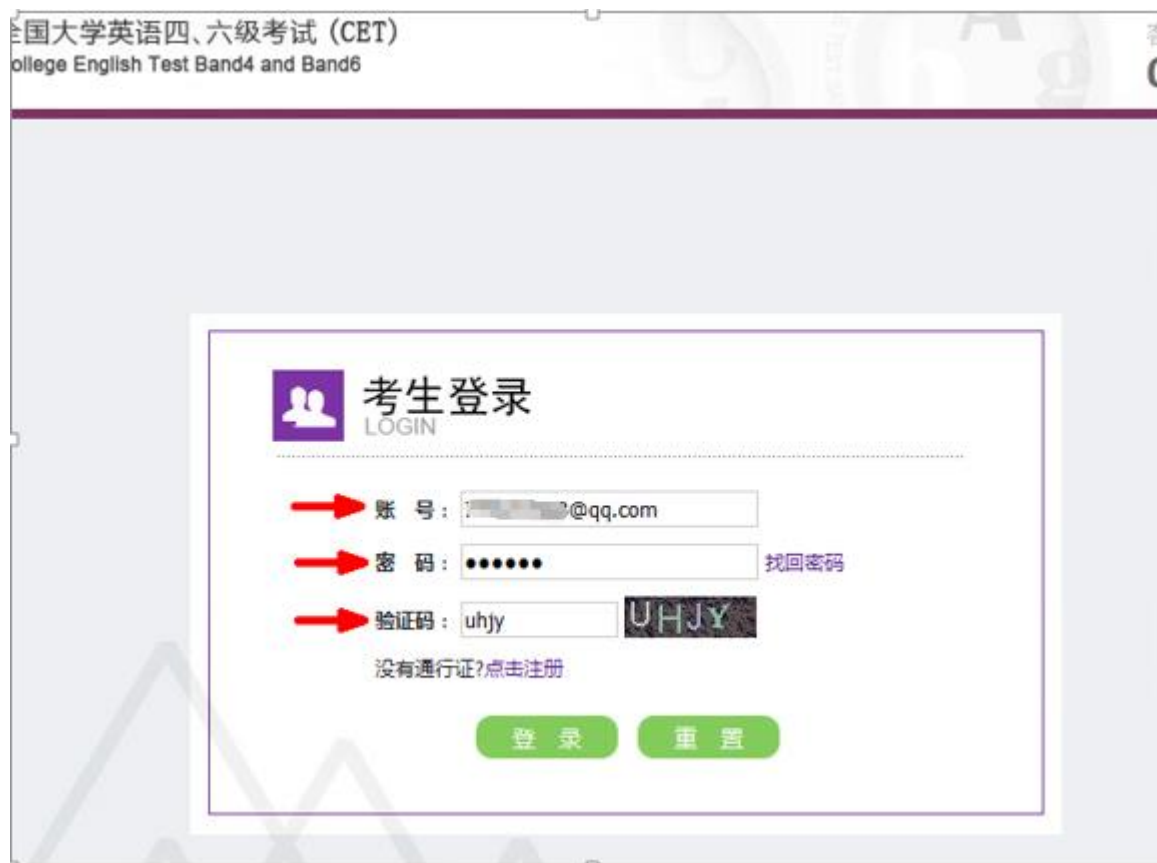 全国大学英语四、六级考试 (CET)
ollege English Test Band4 and Band6
考生登录
LOGIN
账 号: @qq.com
密 码: ●●●●●● 找回密码
验证码: uhjy UHJY
没有通行证?点击注册
登 录 重 置